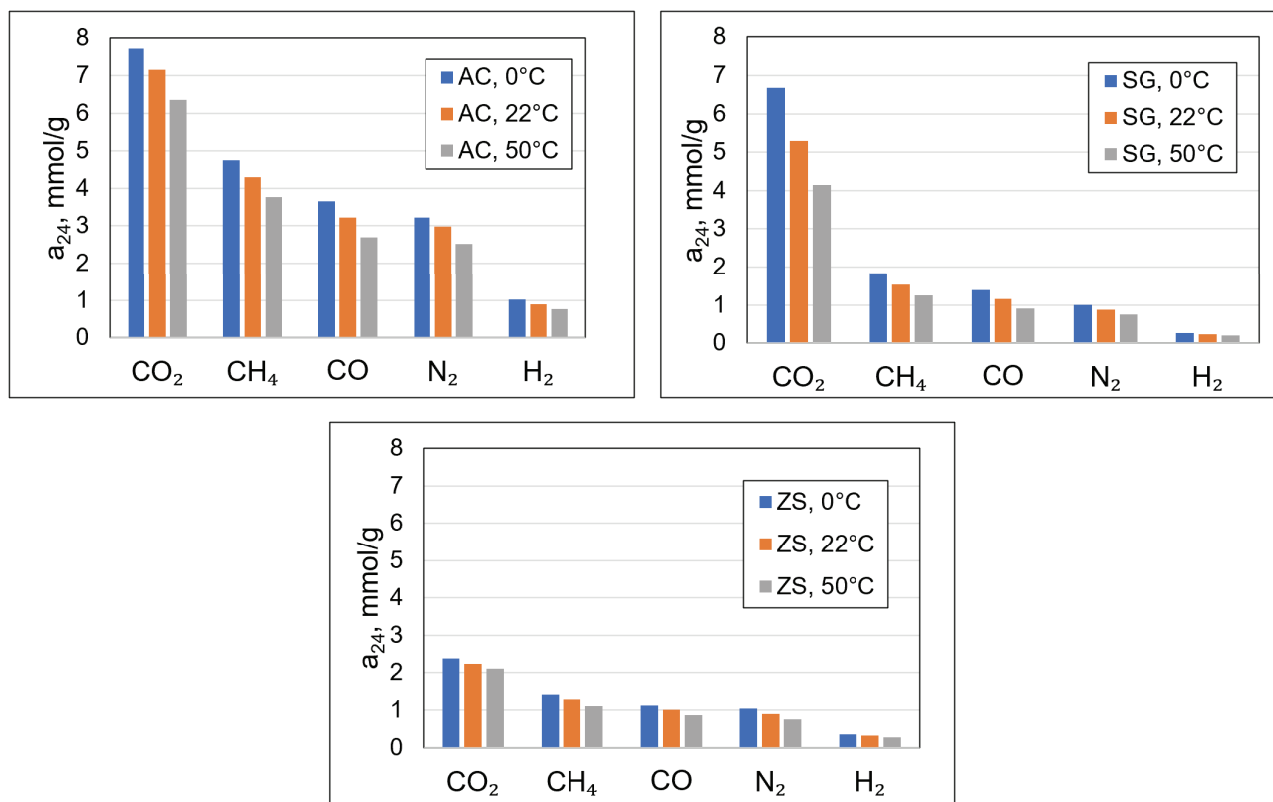 a₂₄, mmol/g
8
7
6
5
4
3
2
1
0
AC, 0°C
AC, 22°C
AC, 50°C
CO₂ CH₄ CO N₂ H₂
a₂₄, mmol/g
8
7
6
5
4
3
2
1
0
SG, 0°C
SG, 22°C
SG, 50°C
CO₂ CH₄ CO N₂ H₂
a₂₄, mmol/g
8
7
6
5
4
3
2
1
0
ZS, 0°C
ZS, 22°C
ZS, 50°C
CO₂ CH₄ CO N₂ H₂